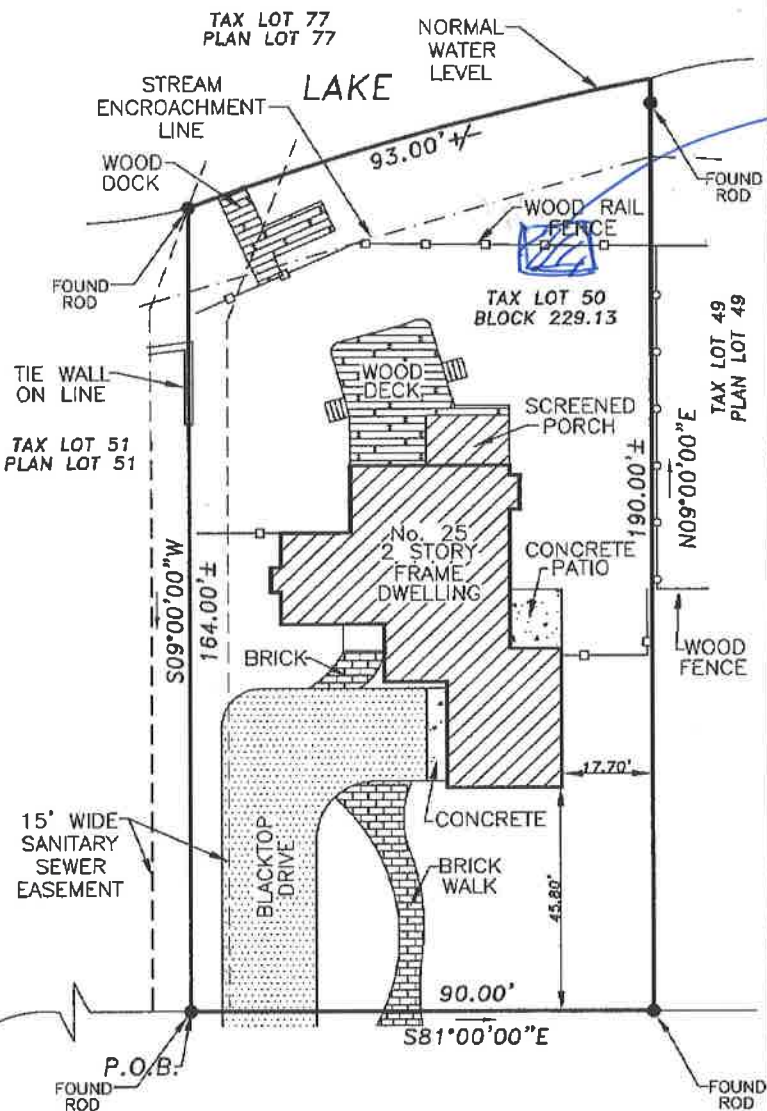 TAX LOT 77
PLAN LOT 77
NORMAL
WATER
LEVEL
LAKE
STREAM
ENCROACHMENT
LINE
93.00'+/-
WOOD
DOCK
FOUND
ROD
WOOD RAIL
FENCE
FOUND
ROD
TAX LOT 50
BLOCK 229.13
TAX LOT 49
PLAN LOT 49
TIE WALL
ON LINE
WOOD
DECK
SCREENED
PORCH
TAX LOT 51
PLAN LOT 51
190.00'±
N09°00'00"E
S09°00'00"W
164.00'±
No. 25
2 STORY
FRAME
DWELLING
CONCRETE
PATIO
BRICK
WOOD
FENCE
17.70'
15' WIDE
SANITARY
SEWER
EASEMENT
BLACKTOP
DRIVE
CONCRETE
BRICK
WALK
45.80'
90.00'
S81°00'00"E
P.O.B.
FOUND
ROD
FOUND
ROD